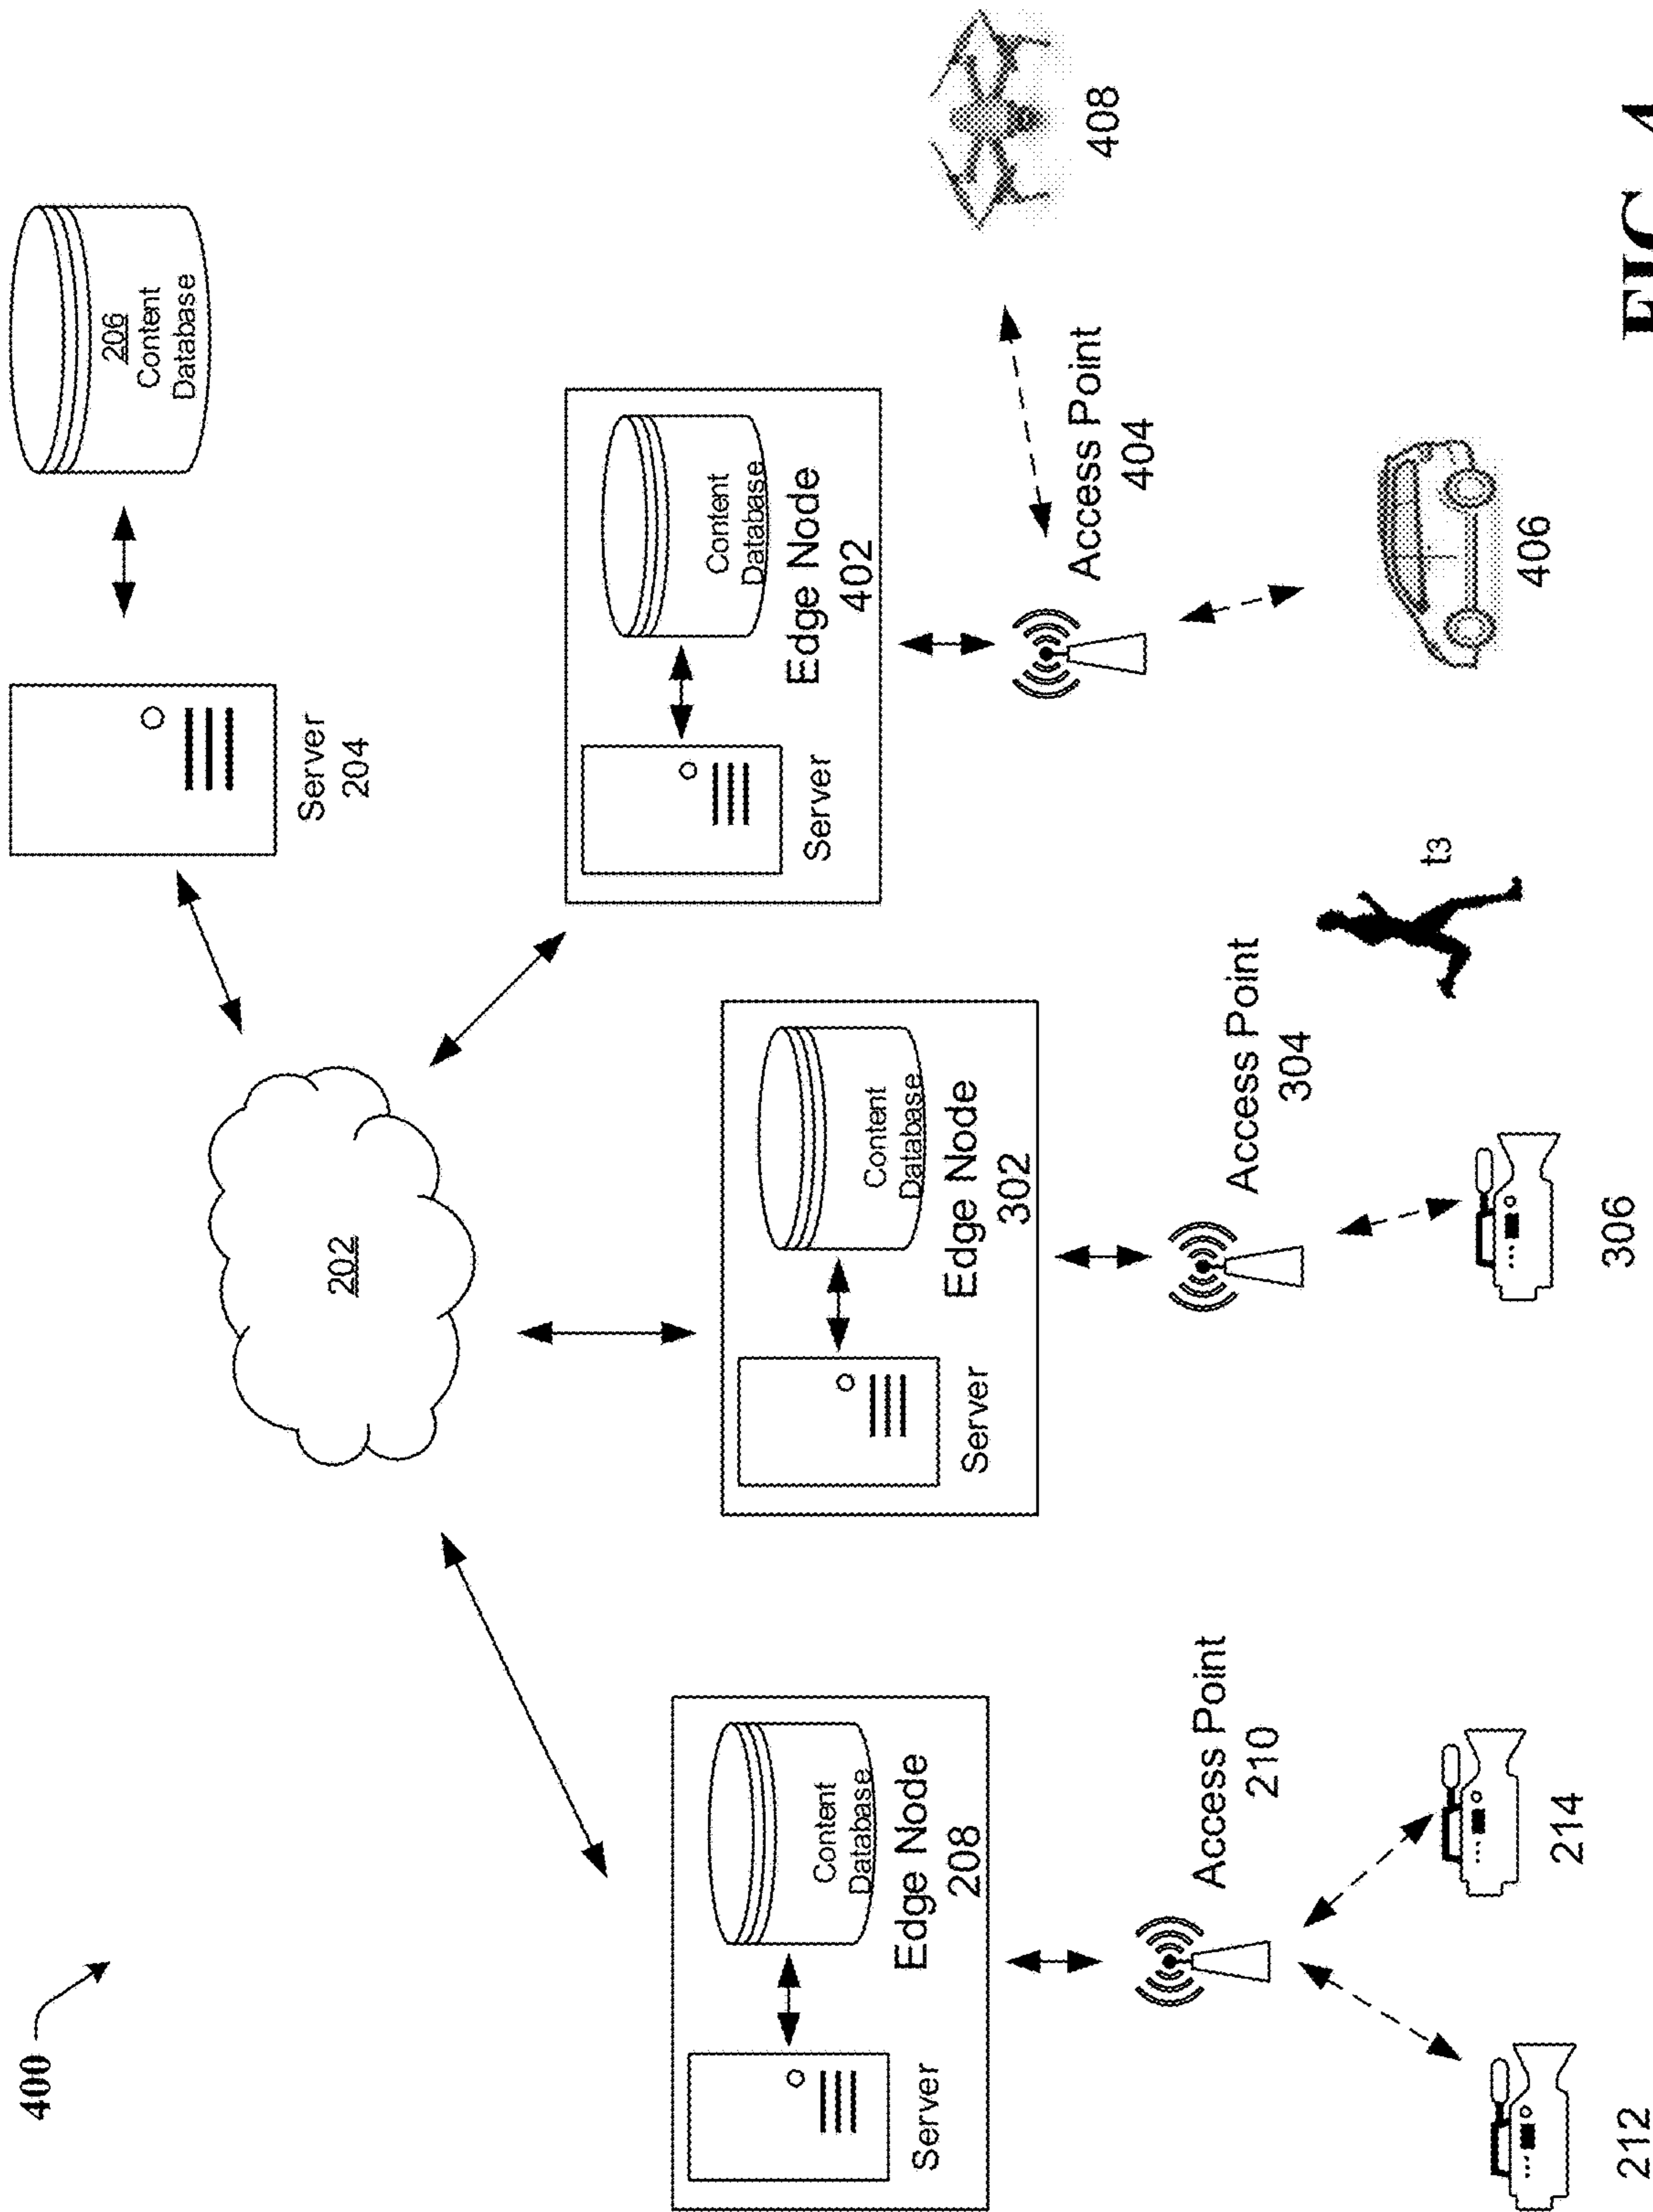 400
206
Content
Database
Server
204
202
Content
Database
Server
Edge Node
402
Content
Database
Server
Edge Node
302
Content
Database
Server
Edge Node
208
Access Point
404
Access Point
304
Access Point
210
408
406
t3
306
214
212
FIG. 4